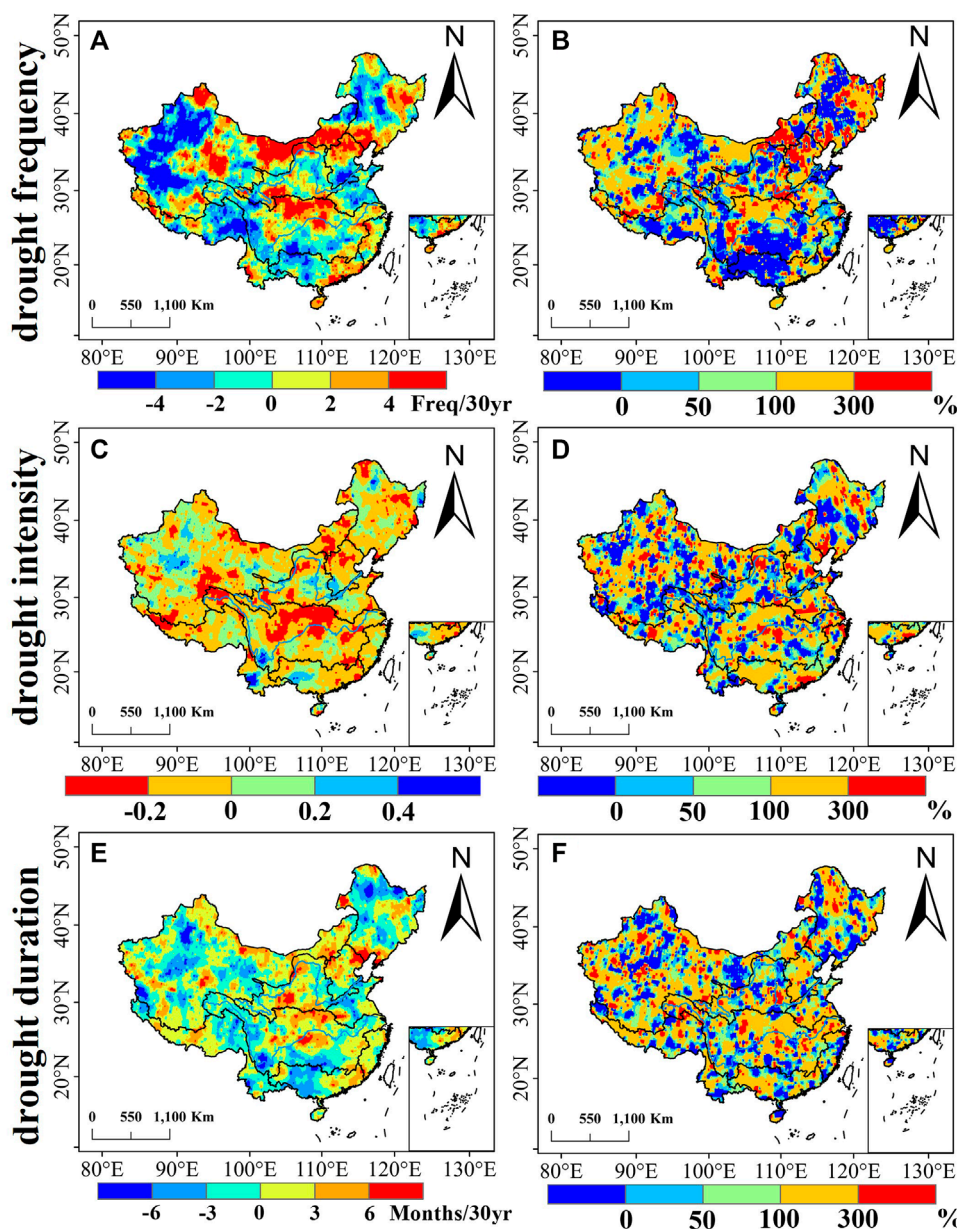 drought frequency
A
N
50°N
40°N
30°N
20°N
0 550 1,100 Km
80°E 90°E 100°E 110°E 120°E 130°E
-4 -2 0 2 4 Freq/30yr
B
N
50°N
40°N
30°N
20°N
0 550 1,100 Km
80°E 90°E 100°E 110°E 120°E 130°E
0 50 100 300 %
drought intensity
C
N
50°N
40°N
30°N
20°N
0 550 1,100 Km
80°E 90°E 100°E 110°E 120°E 130°E
-0.2 0 0.2 0.4
D
N
50°N
40°N
30°N
20°N
0 550 1,100 Km
80°E 90°E 100°E 110°E 120°E 130°E
0 50 100 300 %
drought duration
E
N
50°N
40°N
30°N
20°N
0 550 1,100 Km
80°E 90°E 100°E 110°E 120°E 130°E
-6 -3 0 3 6 Months/30yr
F
N
50°N
40°N
30°N
20°N
0 550 1,100 Km
80°E 90°E 100°E 110°E 120°E 130°E
0 50 100 300 %